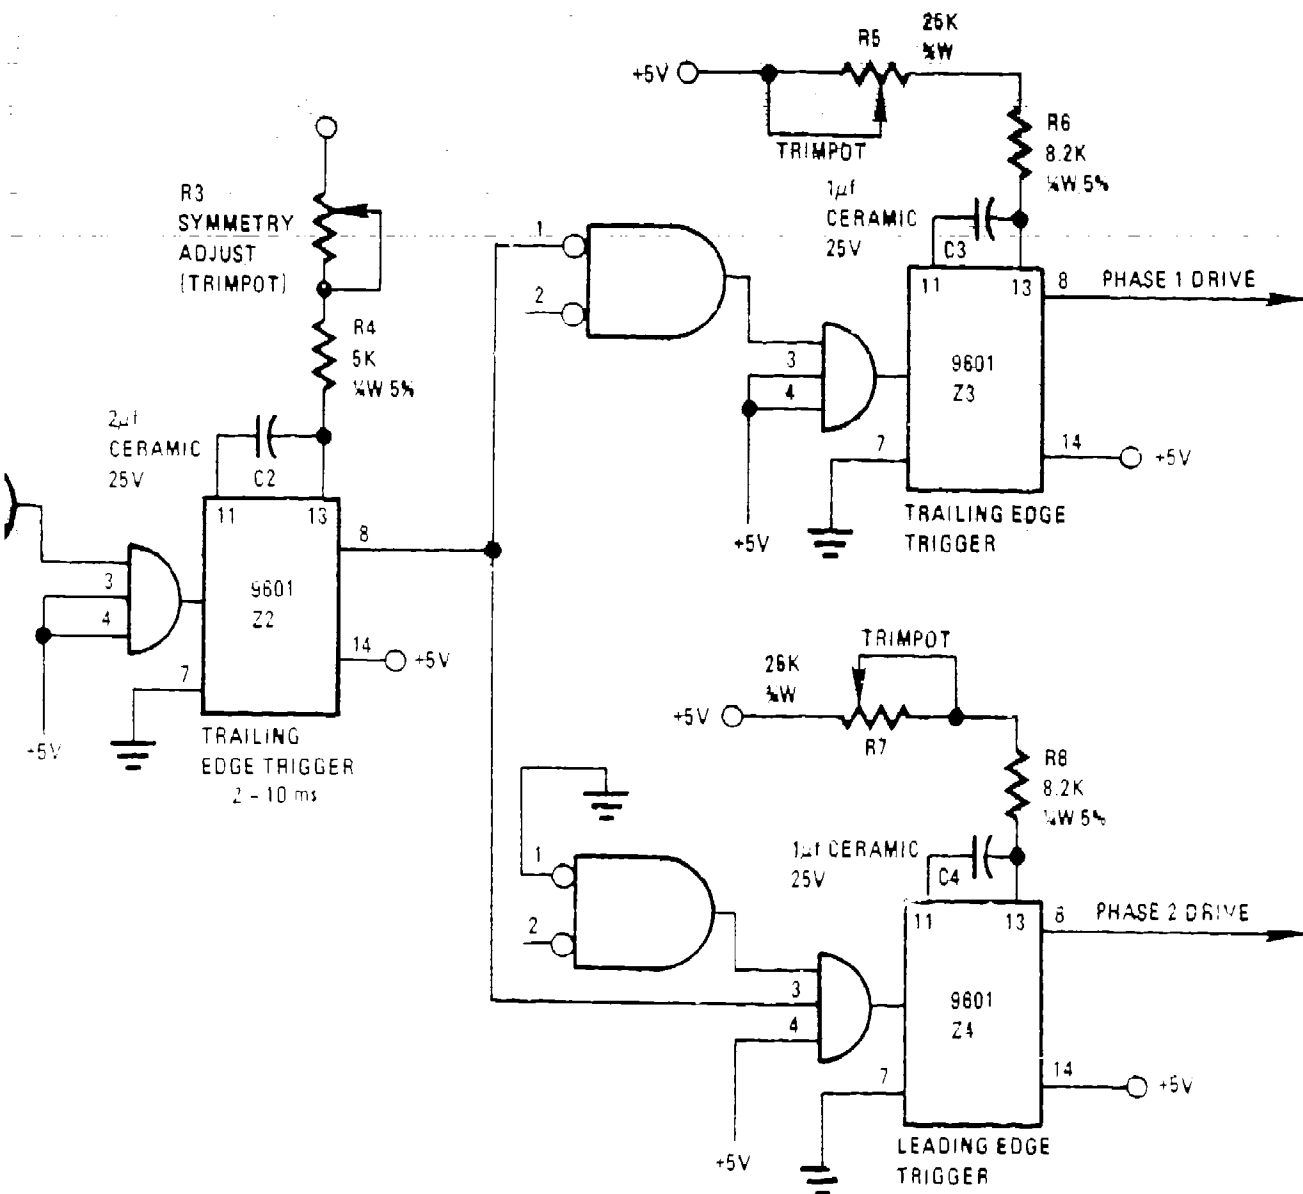 R5
25K
¼W
+5V
TRIMPOT
R6
8.2K
¼W 5%
1µf
CERAMIC
25V
C3
11
13
8
PHASE 1 DRIVE
9601
Z3
14
+5V
7
TRAILING EDGE
TRIGGER
1
2
3
4
+5V
R3
SYMMETRY
ADJUST
(TRIMPOT)
R4
5K
¼W 5%
2µf
CERAMIC
25V
C2
11
13
8
9601
Z2
3
4
14
+5V
7
+5V
TRAILING
EDGE TRIGGER
2 - 10 ms
TRIMPOT
25K
¼W
+5V
R7
R8
8.2K
¼W 5%
1µf CERAMIC
25V
C4
11
13
8
PHASE 2 DRIVE
9601
Z4
1
2
3
4
14
+5V
7
+5V
LEADING EDGE
TRIGGER